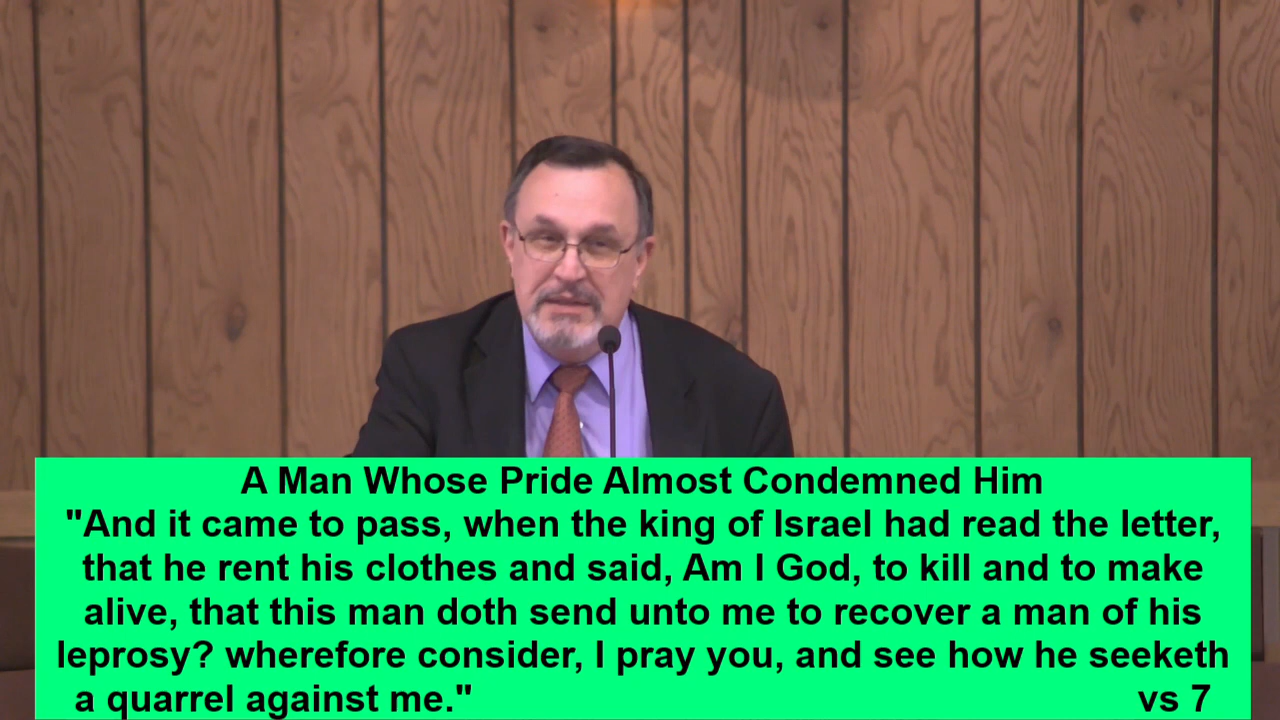 A Man Whose Pride Almost Condemned Him
"And it came to pass, when the king of Israel had read the letter,
that he rent his clothes and said, Am I God, to kill and to make
alive, that this man doth send unto me to recover a man of his
leprosy? wherefore consider, I pray you, and see how he seeketh
a quarrel against me." vs 7